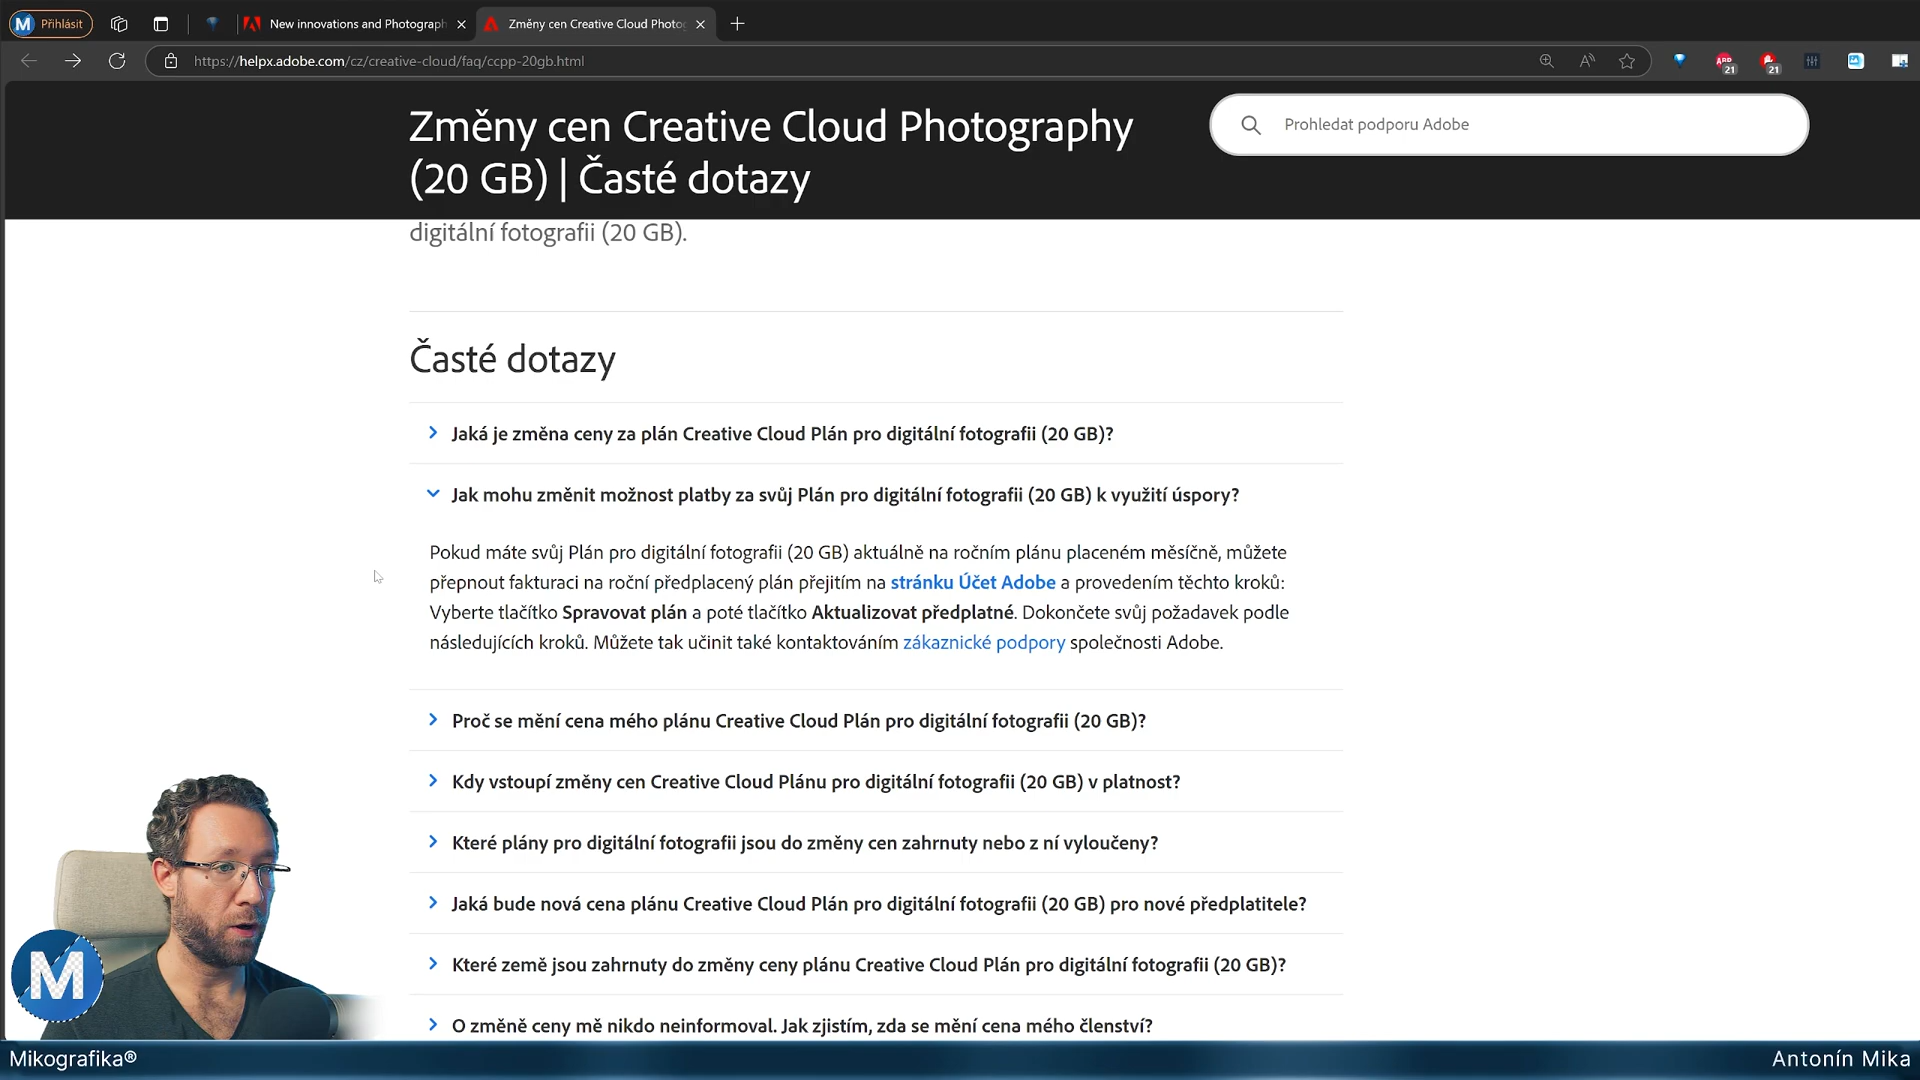 M Přihlásit
New innovations and Photograph
Změny cen Creative Cloud Photog
https://helpx.adobe.com/cz/creative-cloud/faq/ccpp-20gb.html
ABP
21
21
Změny cen Creative Cloud Photography
(20 GB) | Časté dotazy
Prohledat podporu Adobe
digitální fotografii (20 GB).
Časté dotazy
Jaká je změna ceny za plán Creative Cloud Plán pro digitální fotografii (20 GB)?
Jak mohu změnit možnost platby za svůj Plán pro digitální fotografii (20 GB) k využití úspory?
Pokud máte svůj Plán pro digitální fotografii (20 GB) aktuálně na ročním plánu placeném měsíčně, můžete
přepnout fakturaci na roční předplacený plán přejitím na stránku Účet Adobe a provedením těchto kroků:
Vyberte tlačítko Spravovat plán a poté tlačítko Aktualizovat předplatné. Dokončete svůj požadavek podle
následujících kroků. Můžete tak učinit také kontaktováním zákaznické podpory společnosti Adobe.
Proč se mění cena mého plánu Creative Cloud Plán pro digitální fotografii (20 GB)?
Kdy vstoupí změny cen Creative Cloud Plánu pro digitální fotografii (20 GB) v platnost?
Které plány pro digitální fotografii jsou do změny cen zahrnuty nebo z ní vyloučeny?
Jaká bude nová cena plánu Creative Cloud Plán pro digitální fotografii (20 GB) pro nové předplatitele?
Které země jsou zahrnuty do změny ceny plánu Creative Cloud Plán pro digitální fotografii (20 GB)?
O změně ceny mě nikdo neinformoval. Jak zjistím, zda se mění cena mého členství?
M
Mikografika®
Antonín Mika